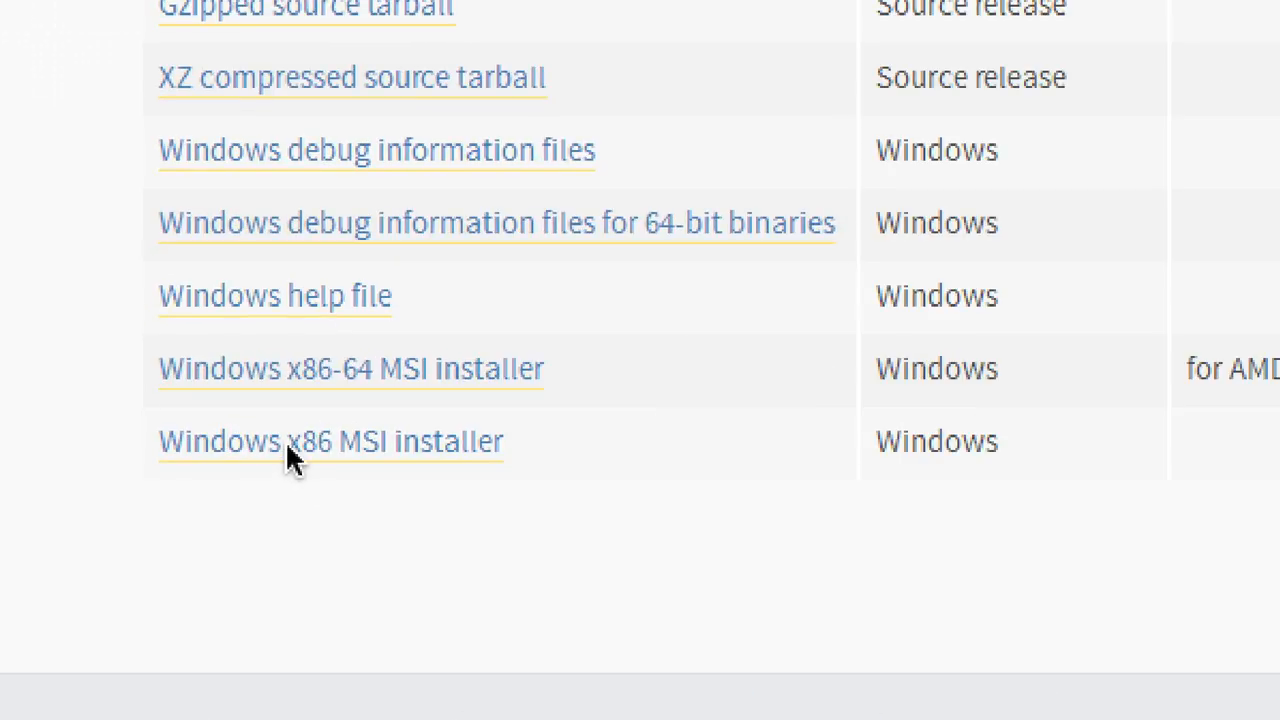 Gzipped source tarball Source release
XZ compressed source tarball Source release
Windows debug information files Windows
Windows debug information files for 64-bit binaries Windows
Windows help file Windows
Windows x86-64 MSI installer Windows for AMD
Windows x86 MSI installer Windows